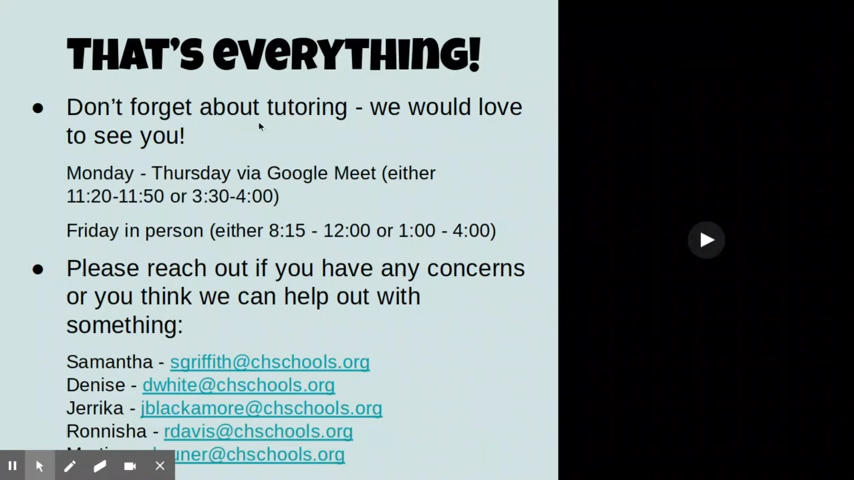 THAT'S EVERYTHING!
● Don't forget about tutoring - we would love
to see you!
Monday - Thursday via Google Meet (either
11:20-11:50 or 3:30-4:00)
Friday in person (either 8:15 - 12:00 or 1:00 - 4:00)
● Please reach out if you have any concerns
or you think we can help out with
something:
Samantha - sgriffith@chschools.org
Denise - dwhite@chschools.org
Jerrika - jblackamore@chschools.org
Ronnisha - rdavis@chschools.org